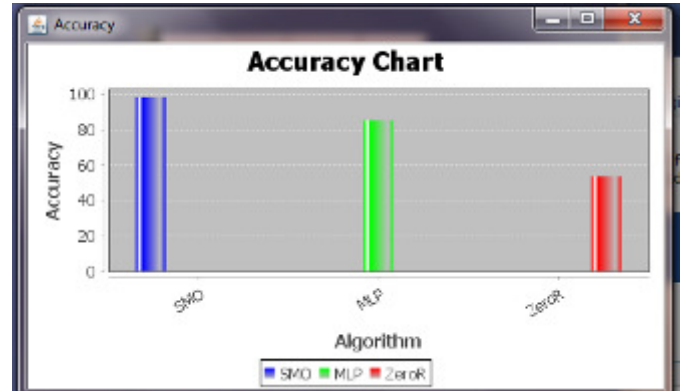 Accuracy
Accuracy Chart
100
80
60
40
20
0
Accuracy
SMO MLP ZeroR
Algorithm
SMO MLP ZeroR